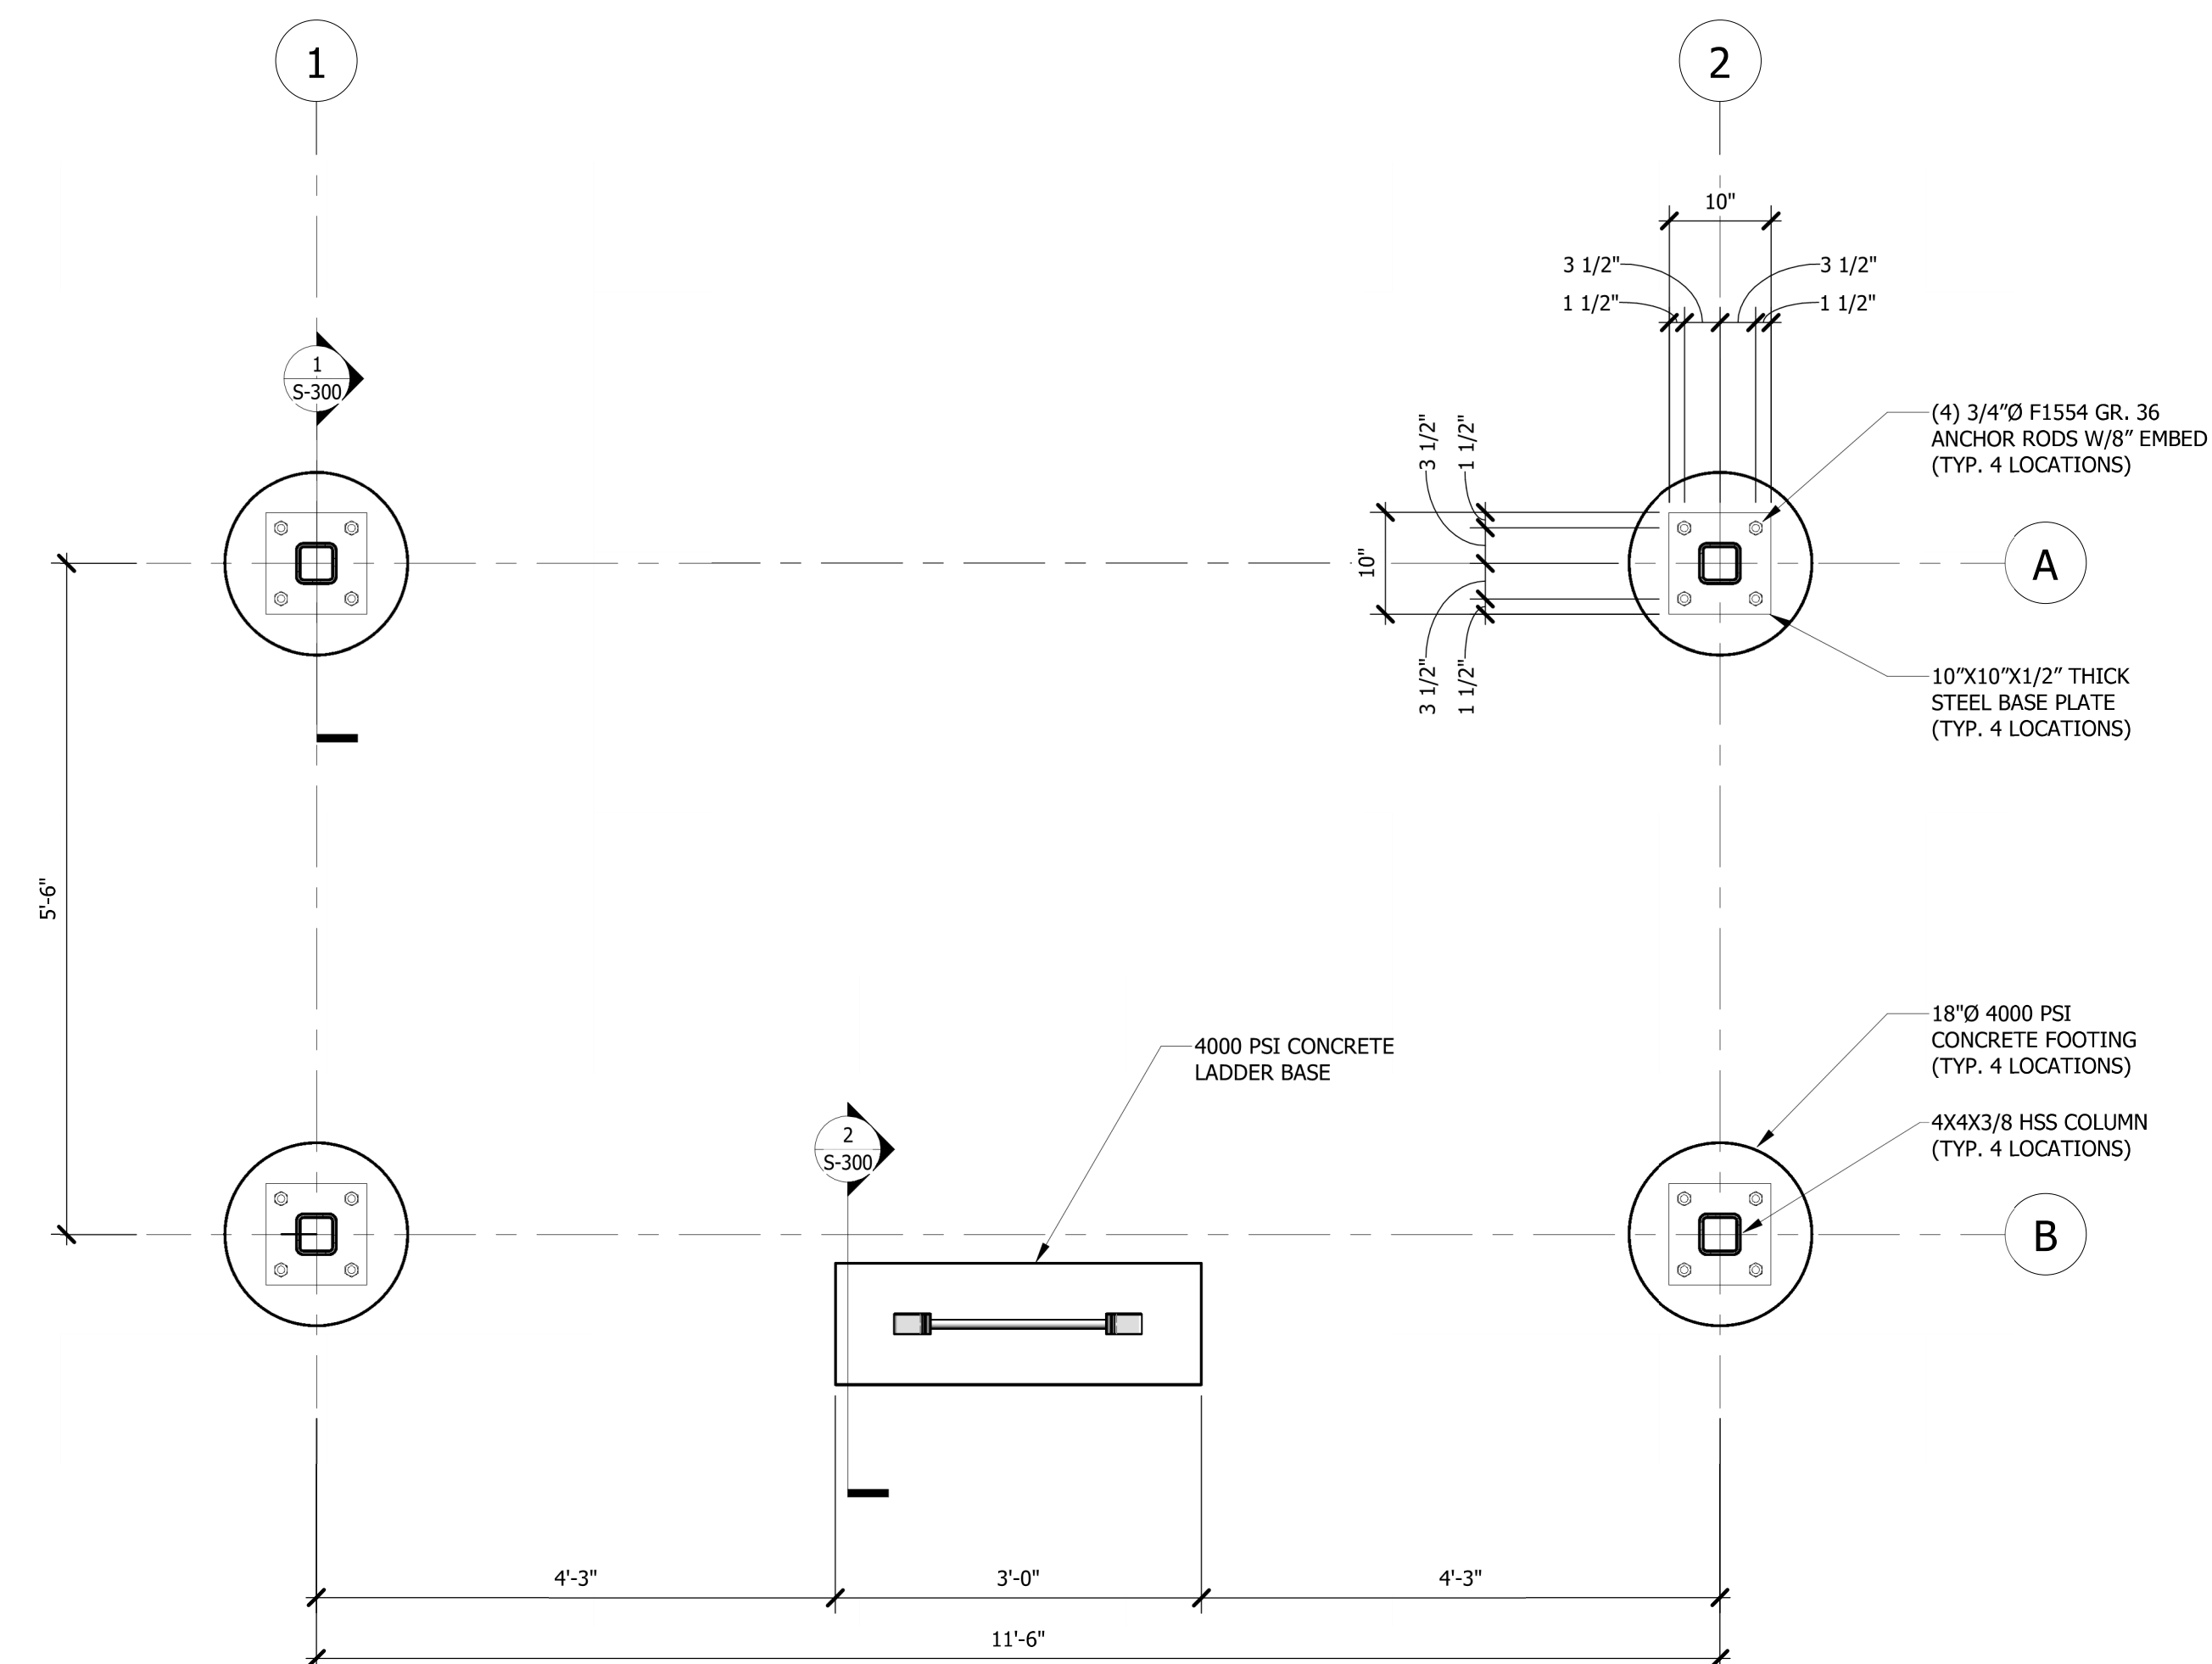 1
2
10"
3 1/2"
3 1/2"
1 1/2"
1 1/2"
1
S-300
3 1/2"
1 1/2"
(4) 3/4"Ø F1554 GR. 36
ANCHOR RODS W/8" EMBED
(TYP. 4 LOCATIONS)
10"
A
3 1/2"
1 1/2"
10"X10"X1/2" THICK
STEEL BASE PLATE
(TYP. 4 LOCATIONS)
5'-6"
4000 PSI CONCRETE
LADDER BASE
18"Ø 4000 PSI
CONCRETE FOOTING
(TYP. 4 LOCATIONS)
2
S-300
4X4X3/8 HSS COLUMN
(TYP. 4 LOCATIONS)
B
4'-3"
3'-0"
4'-3"
11'-6"